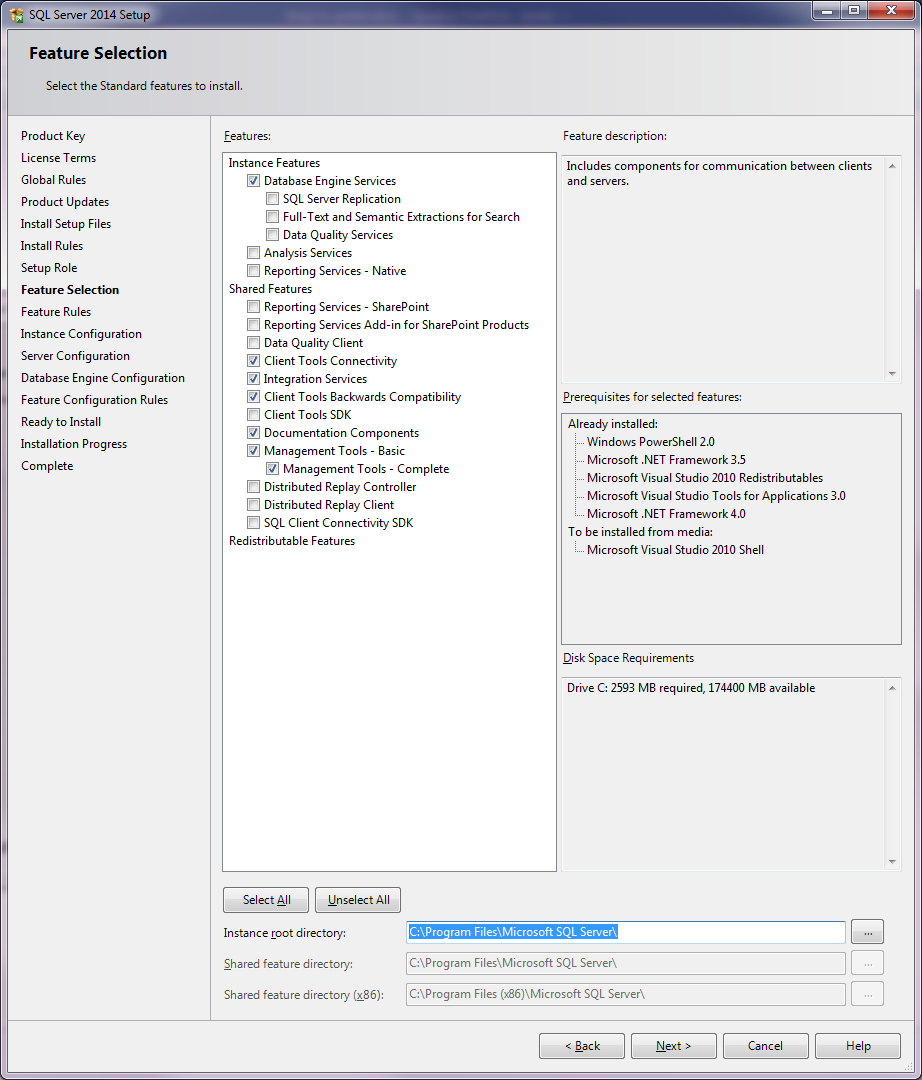 SQL Server 2014 Setup
Feature Selection
Select the Standard features to install.
Product Key
License Terms
Global Rules
Product Updates
Install Setup Files
Install Rules
Setup Role
Feature Selection
Feature Rules
Instance Configuration
Server Configuration
Database Engine Configuration
Feature Configuration Rules
Ready to Install
Installation Progress
Complete
Features:
Instance Features
Database Engine Services
SQL Server Replication
Full-Text and Semantic Extractions for Search
Data Quality Services
Analysis Services
Reporting Services - Native
Shared Features
Reporting Services - SharePoint
Reporting Services Add-in for SharePoint Products
Data Quality Client
Client Tools Connectivity
Integration Services
Client Tools Backwards Compatibility
Client Tools SDK
Documentation Components
Management Tools - Basic
Management Tools - Complete
Distributed Replay Controller
Distributed Replay Client
SQL Client Connectivity SDK
Redistributable Features
Feature description:
Includes components for communication between clients
and servers.
Prerequisites for selected features:
Already installed:
Windows PowerShell 2.0
Microsoft .NET Framework 3.5
Microsoft Visual Studio 2010 Redistributables
Microsoft Visual Studio Tools for Applications 3.0
Microsoft .NET Framework 4.0
To be installed from media:
Microsoft Visual Studio 2010 Shell
Disk Space Requirements
Drive C: 2593 MB required, 174400 MB available
Select All
Unselect All
Instance root directory:
C:\Program Files\Microsoft SQL Server\
...
Shared feature directory:
C:\Program Files\Microsoft SQL Server\
...
Shared feature directory (x86):
C:\Program Files (x86)\Microsoft SQL Server\
...
< Back
Next >
Cancel
Help